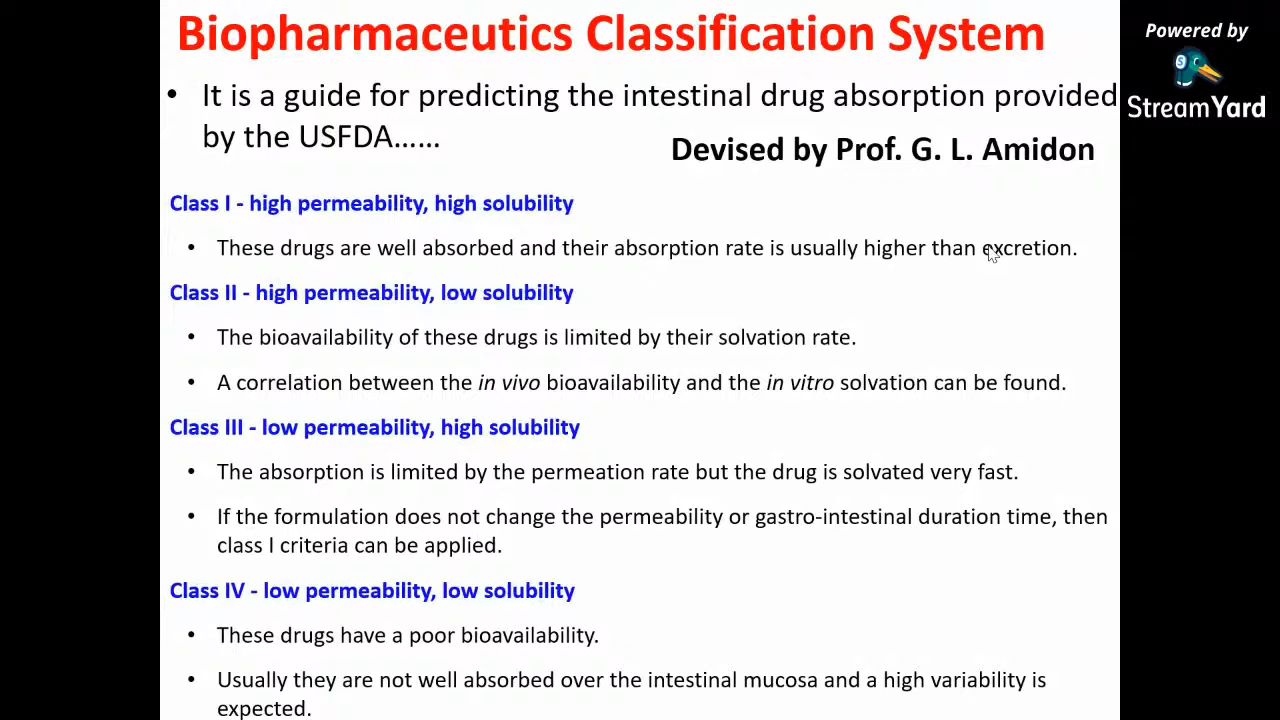 Biopharmaceutics Classification System
Powered by
StreamYard
• It is a guide for predicting the intestinal drug absorption provided
by the USFDA......
Devised by Prof. G. L. Amidon
Class I - high permeability, high solubility
• These drugs are well absorbed and their absorption rate is usually higher than excretion.
Class II - high permeability, low solubility
• The bioavailability of these drugs is limited by their solvation rate.
• A correlation between the in vivo bioavailability and the in vitro solvation can be found.
Class III - low permeability, high solubility
• The absorption is limited by the permeation rate but the drug is solvated very fast.
• If the formulation does not change the permeability or gastro-intestinal duration time, then
class I criteria can be applied.
Class IV - low permeability, low solubility
• These drugs have a poor bioavailability.
• Usually they are not well absorbed over the intestinal mucosa and a high variability is
expected.